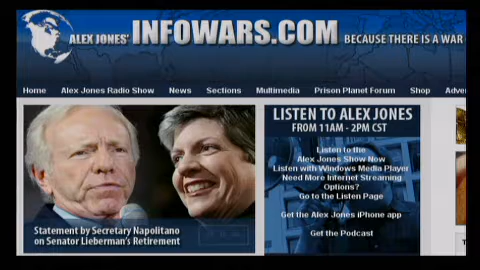 ALEX JONES' INFOWARS.COM BECAUSE THERE IS A WAR
Home Alex Jones Radio Show News Sections Multimedia Prison Planet Forum Shop Adver
LISTEN TO ALEX JONES
FROM 11AM - 2PM CST
Listen to the
Alex Jones Show Now
Listen with Windows Media Player
Need More Internet Streaming
Options?
Go to the Listen Page
Get the Alex Jones iPhone app
Get the Podcast
Statement by Secretary Napolitano
on Senator Lieberman's Retirement
T